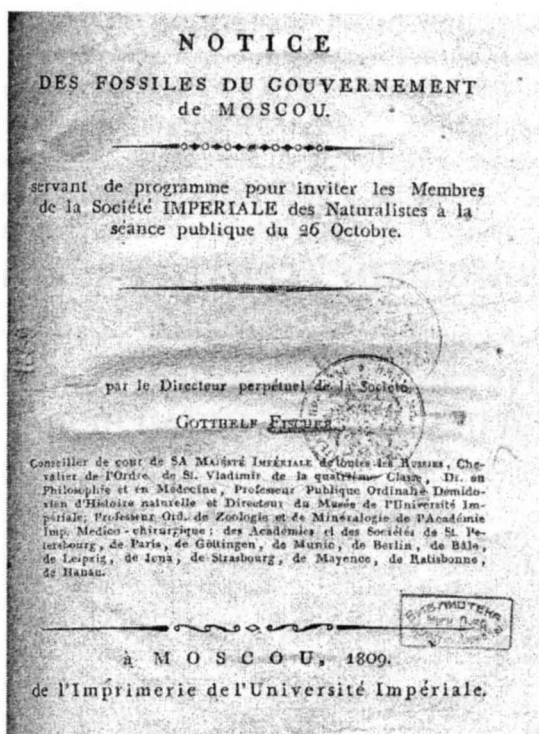 NOTICE
DES FOSSILES DU GOUVERNEMENT
de MOSCOU.
servant de programme pour inviter les Membres
de la Société IMPERIALE des Naturalistes à la
séance publique du 26 Octobre.
par le Directeur perpétuel de la Société
GOTTHELF FISCHER
Conseiller de cour de SA MAJESTÉ IMPÉRIALE de toutes les RUSSIES, Che-
valier de l'Ordre de St. Vladimir de la quatrième Classe, Dr. en
Philosophie et en Médecine, Professeur Publique Ordinaire Demido-
vien d'Histoire naturelle et Directeur du Musée de l'Université Im-
périale; Professeur Ord. de Zoologie et de Minéralogie de l'Académie
Imp. Medico-chirurgique; des Académies et des Sociétés de St. Pe-
tersbourg, de Paris, de Göttingen, de Munic, de Berlin, de Bâle,
de Leipzig, de Jena, de Strasbourg, de Mayence, de Ratisbonne,
de Hanau.
БИБЛИОТЕКА
à MOSCOU, 1809.
de l'Imprimerie de l'Université Impériale.